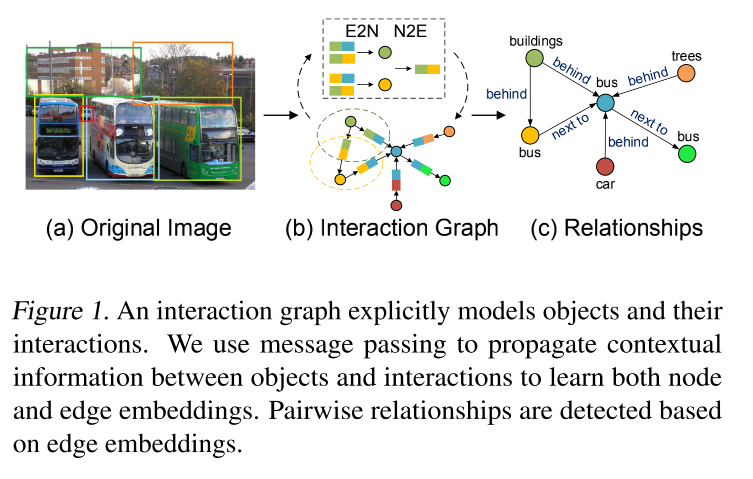 E2N N2E
buildings
trees
behind
bus
behind
behind
next to
next to
bus
behind
bus
car
(a) Original Image
(b) Interaction Graph
(c) Relationships
Figure 1. An interaction graph explicitly models objects and their
interactions. We use message passing to propagate contextual
information between objects and interactions to learn both node
and edge embeddings. Pairwise relationships are detected based
on edge embeddings.